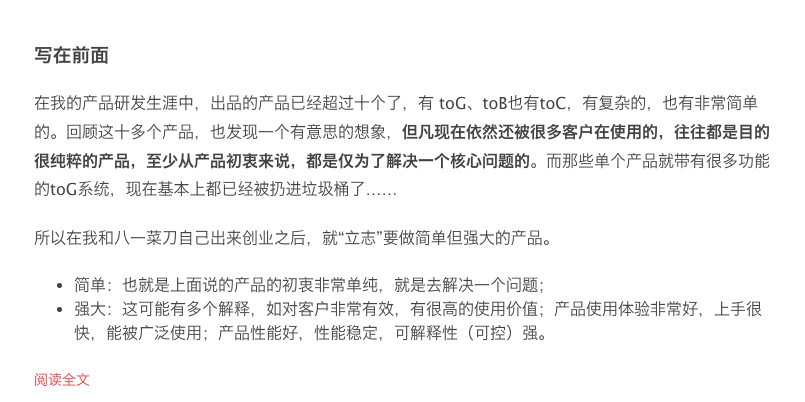 写在前面
在我的产品研发生涯中，出品的产品已经超过十个了，有 toG、toB也有toC，有复杂的，也有非常简单
的。回顾这十多个产品，也发现一个有意思的想象，但凡现在依然还被很多客户在使用的，往往都是目的
很纯粹的产品，至少从产品初衷来说，都是仅为了解决一个核心问题的。而那些单个产品就带有很多功能
的toG系统，现在基本上都已经被扔进垃圾桶了……
所以在我和八一菜刀自己出来创业之后，就“立志”要做简单但强大的产品。
• 简单：也就是上面说的产品的初衷非常单纯，就是去解决一个问题；
• 强大：这可能有多个解释，如对客户非常有效，有很高的使用价值；产品使用体验非常好，上手很
快，能被广泛使用；产品性能好，性能稳定，可解释性（可控）强。
阅读全文